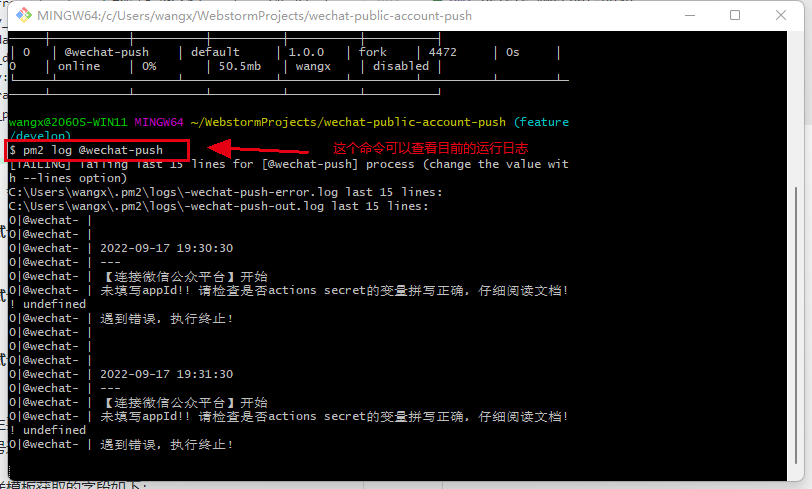 MINGW64:/c/Users/wangx/WebstormProjects/wechat-public-account-push
| 0 | @wechat-push | default | 1.0.0 | fork | 4472 | 0s |
0 | online | 0% | 50.5mb | wangx | disabled |
wangx@206OS-WIN11 MINGW64 ~/WebstormProjects/wechat-public-account-push (feature
/develop)
$ pm2 log @wechat-push
这个命令可以查看目前的运行日志
[TAILING] Tailing last 15 lines for [@wechat-push] process (change the value wit
h --lines option)
C:\Users\wangx\.pm2\logs\-wechat-push-error.log last 15 lines:
C:\Users\wangx\.pm2\logs\-wechat-push-out.log last 15 lines:
0|@wechat- |
0|@wechat- |
0|@wechat- | 2022-09-17 19:30:30
0|@wechat- | ---
0|@wechat- | 【连接微信公众平台】开始
0|@wechat- | 未填写appId!! 请检查是否actions secret的变量拼写正确, 仔细阅读文档!
! undefined
0|@wechat- | 遇到错误, 执行终止!
0|@wechat- |
0|@wechat- |
0|@wechat- |
0|@wechat- | 2022-09-17 19:31:30
0|@wechat- | ---
0|@wechat- | 【连接微信公众平台】开始
0|@wechat- | 未填写appId!! 请检查是否actions secret的变量拼写正确, 仔细阅读文档!
! undefined
0|@wechat- | 遇到错误, 执行终止!
模板获取的字段如下: